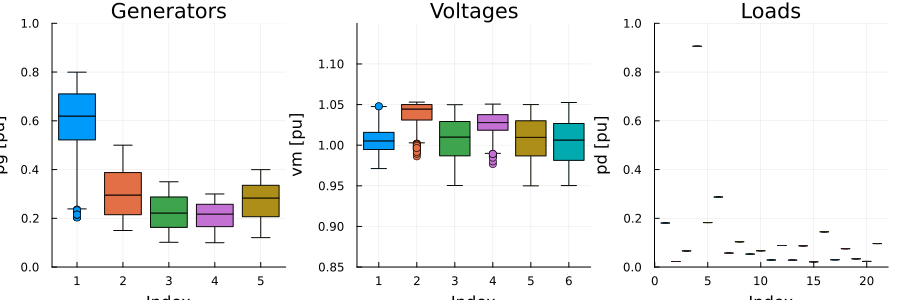 Generators
pg [pu]
1.0
0.8
0.6
0.4
0.2
0.0
1 2 3 4 5
Index
Voltages
vm [pu]
1.10
1.05
1.00
0.95
0.90
0.85
1 2 3 4 5 6
Index
Loads
pd [pu]
1.0
0.8
0.6
0.4
0.2
0.0
0 5 10 15 20
Index